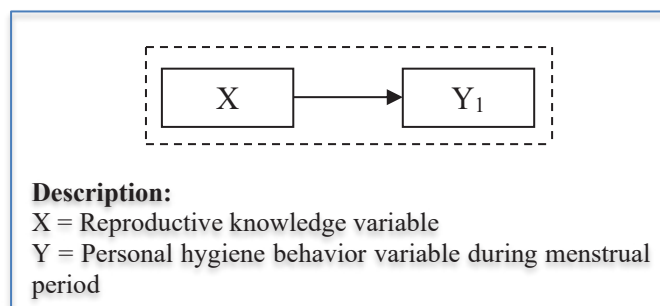 X
Y₁
Description:
X = Reproductive knowledge variable
Y = Personal hygiene behavior variable during menstrual
period